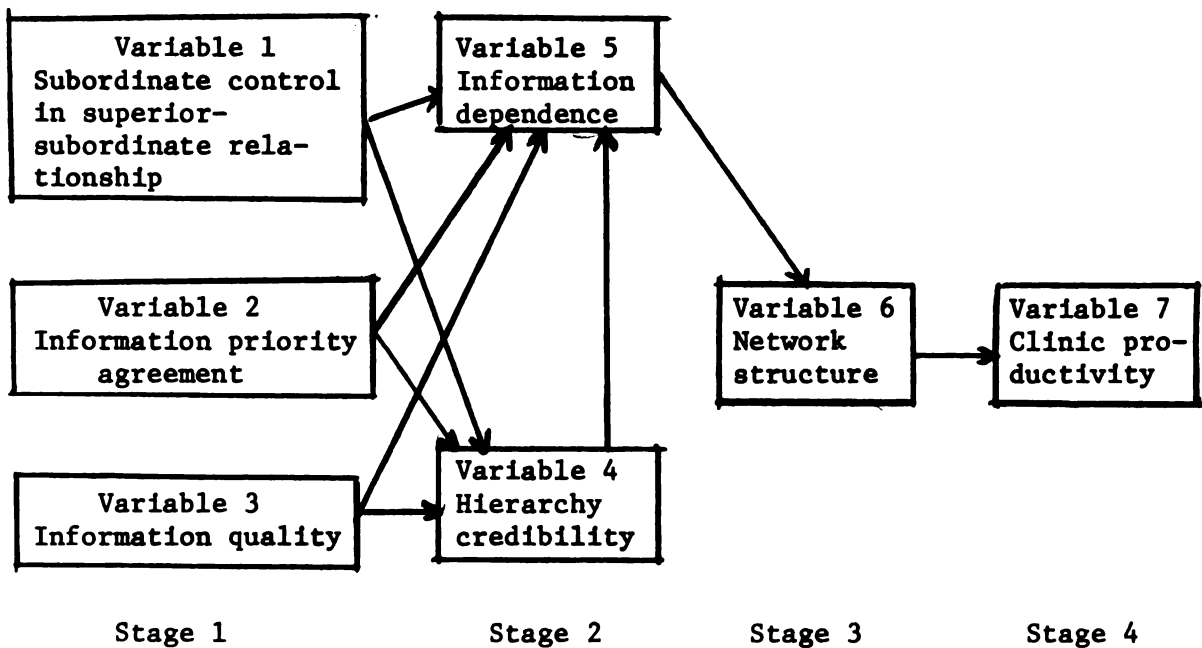 Variable 1
Subordinate control
in superior-
subordinate rela-
tionship
Variable 5
Information
dependence
Variable 2
Information priority
agreement
Variable 6
Network
structure
Variable 7
Clinic pro-
ductivity
Variable 3
Information quality
Variable 4
Hierarchy
credibility
Stage 1
Stage 2
Stage 3
Stage 4